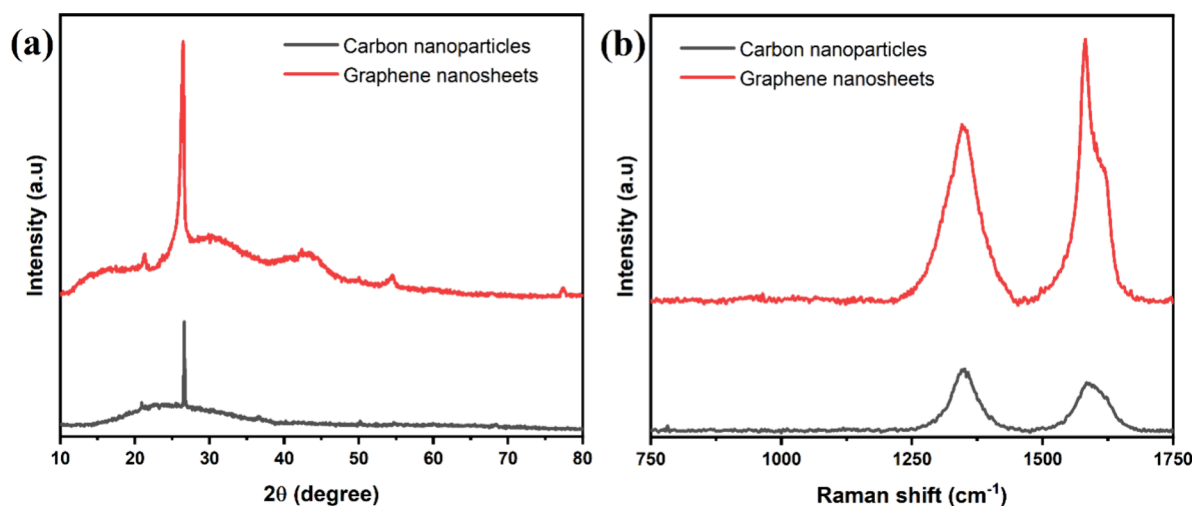 (a)
Carbon nanoparticles
Graphene nanosheets
Intensity (a.u)
10 20 30 40 50 60 70 80
2θ (degree)
(b)
Carbon nanoparticles
Graphene nanosheets
Intensity (a.u)
750 1000 1250 1500 1750
Raman shift (cm⁻¹)